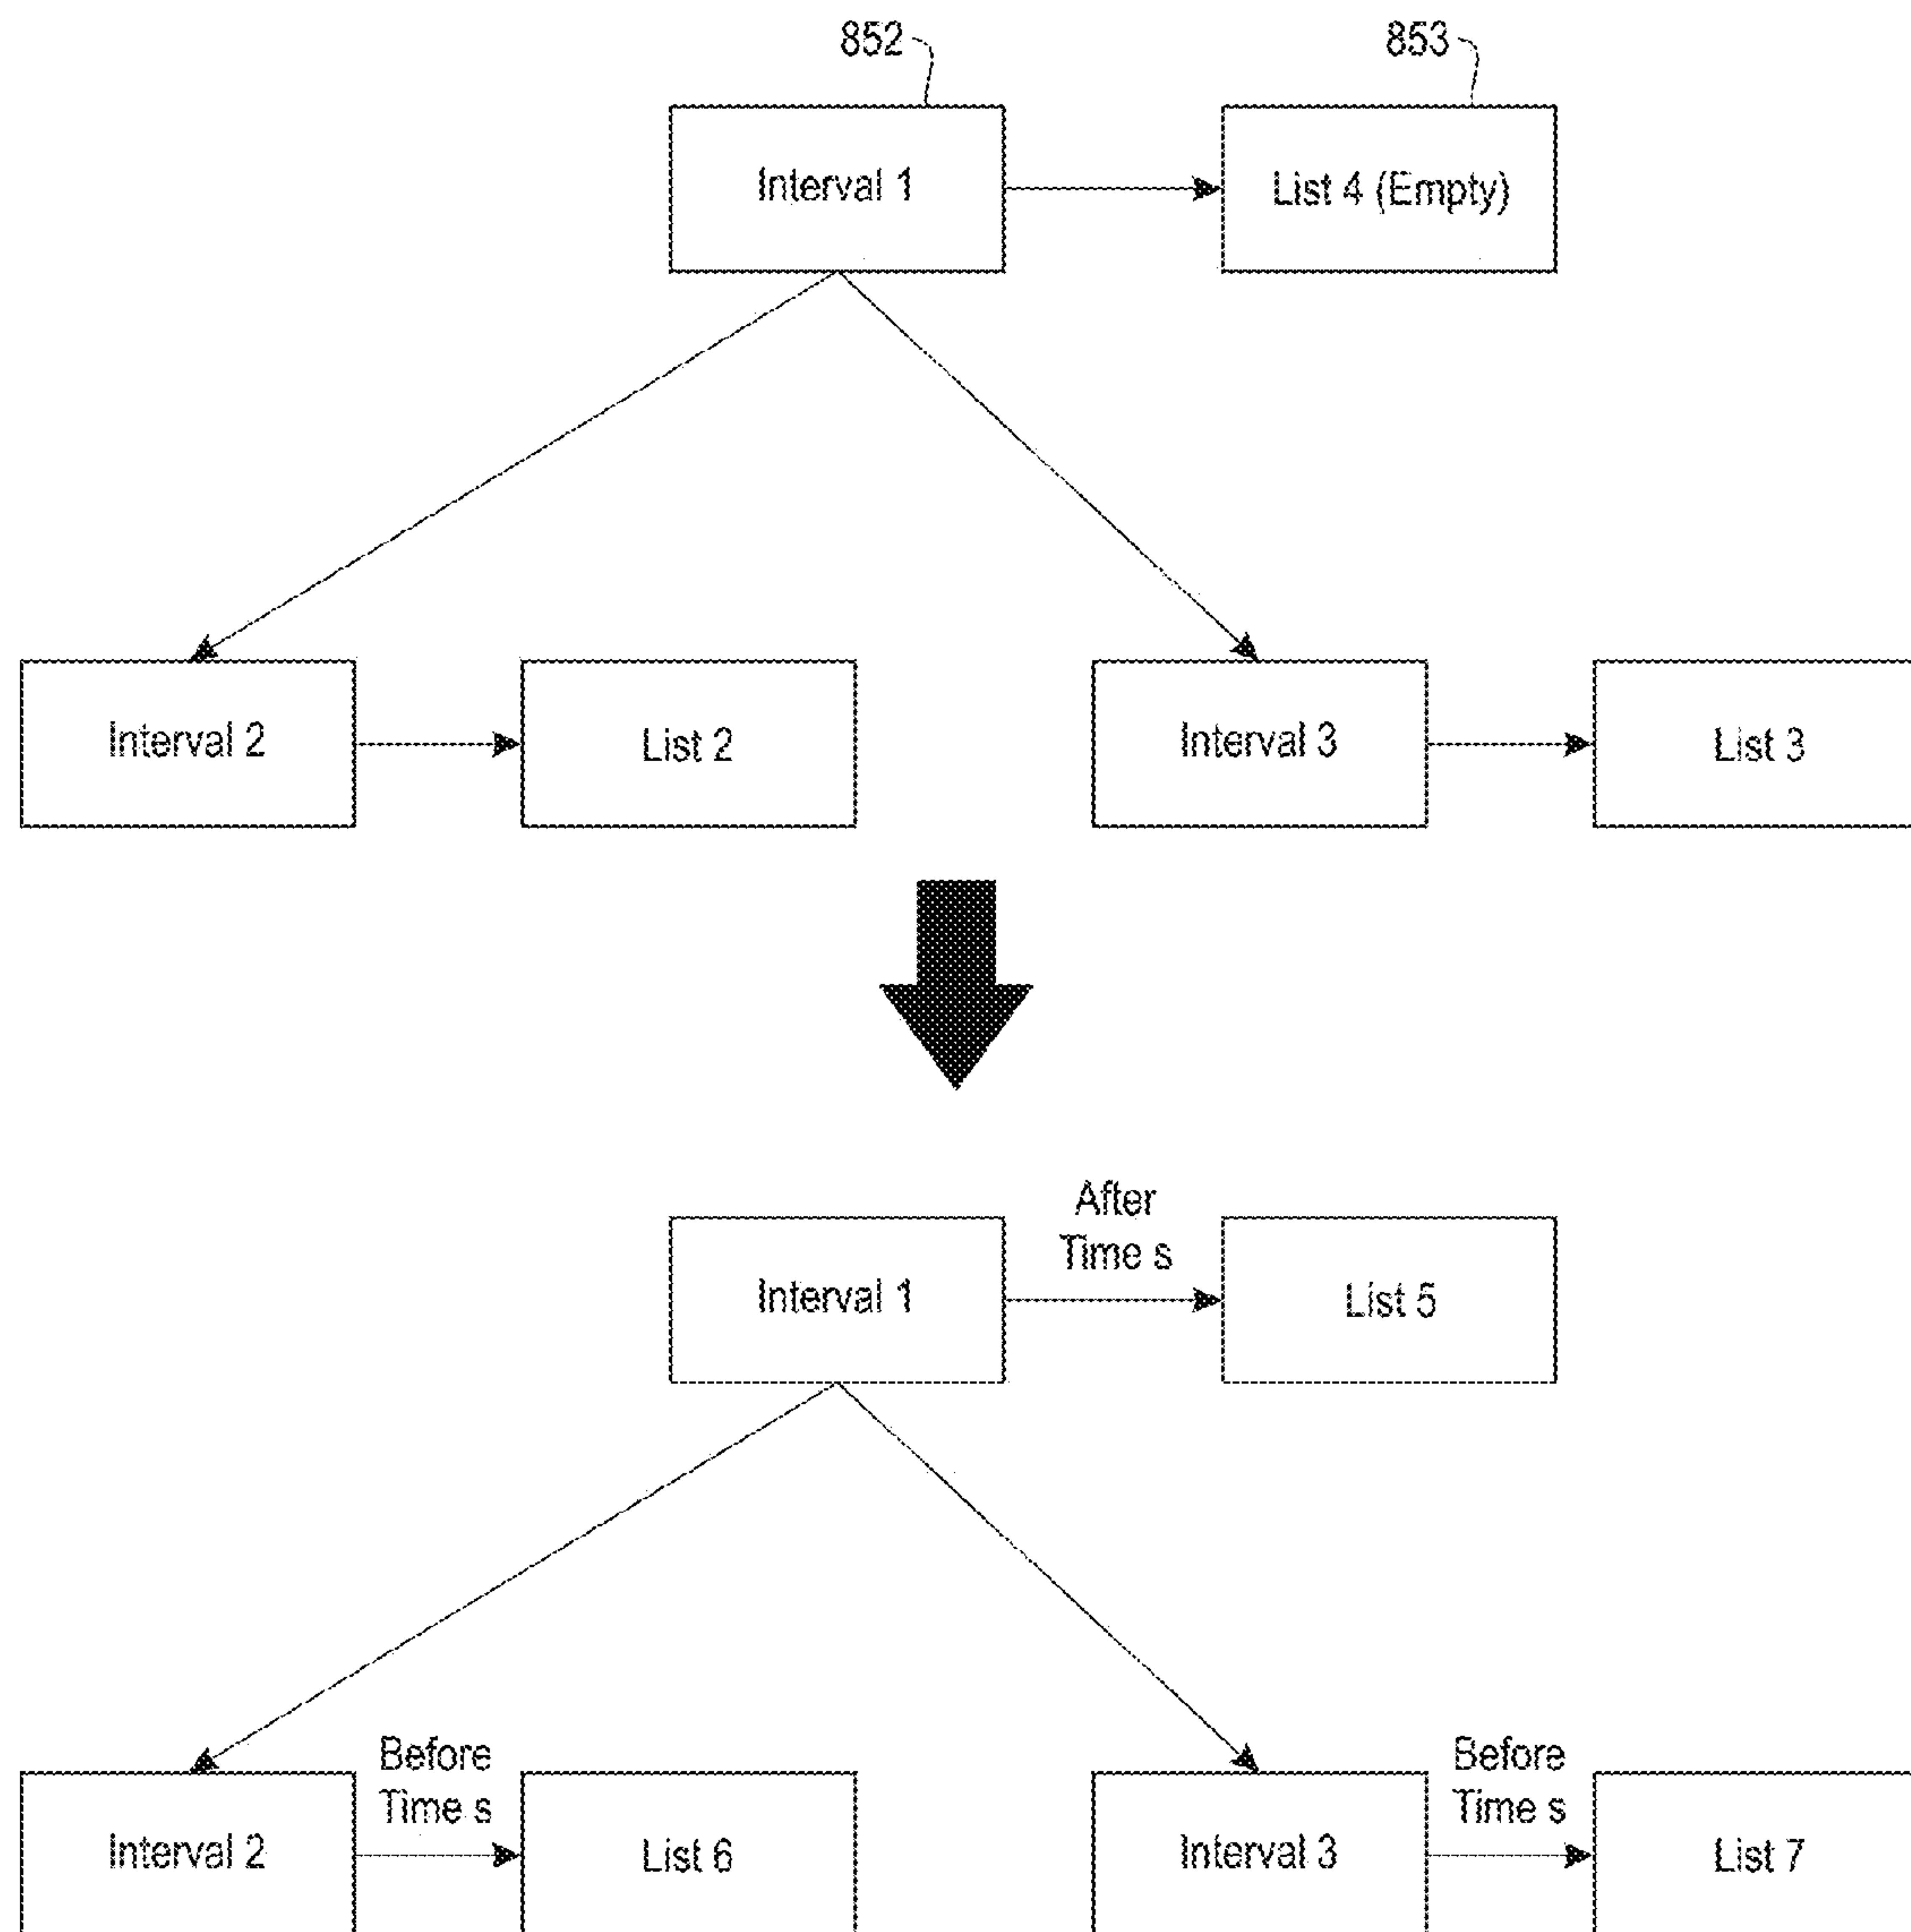 852
853
Interval 1
List 4 (Empty)
Interval 2
List 2
Interval 3
List 3
After
Time s
Interval 1
List 5
Before
Time s
Interval 2
List 6
Before
Time s
Interval 3
List 7